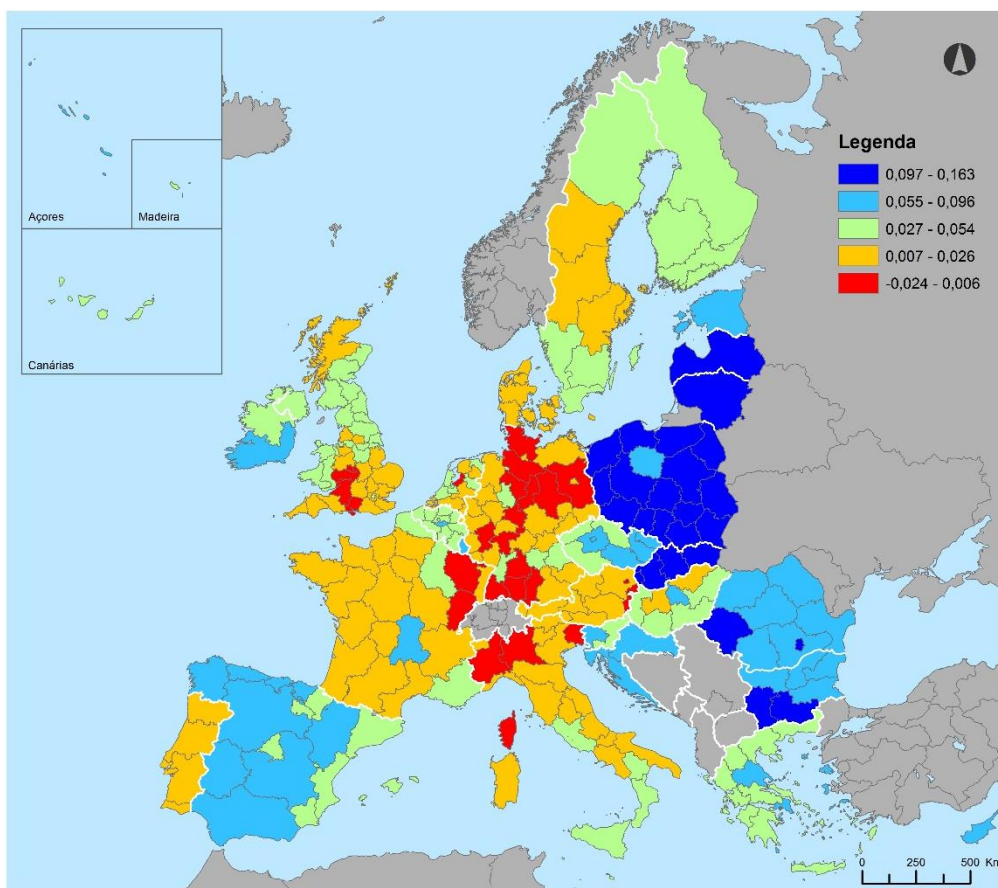 Açores
Madeira
Canárias
Legenda
0,097 - 0,163
0,055 - 0,096
0,027 - 0,054
0,007 - 0,026
-0,024 - 0,006
0 250 500 Km